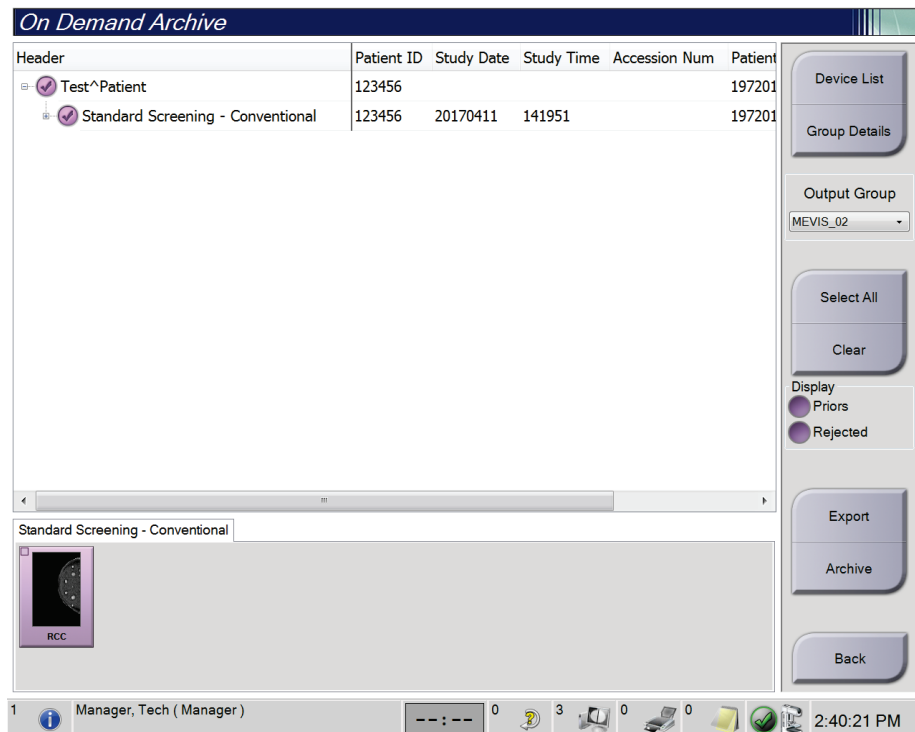 On Demand Archive
Header Patient ID Study Date Study Time Accession Num Patient
Test^Patient 123456 197201
Standard Screening - Conventional 123456 20170411 141951 197201
Device List
Group Details
Output Group
MEVIS_02
Select All
Clear
Display
Priors
Rejected
Export
Archive
Back
Standard Screening - Conventional
RCC
1 Manager, Tech ( Manager ) --:-- 0 3 0 0 2:40:21 PM